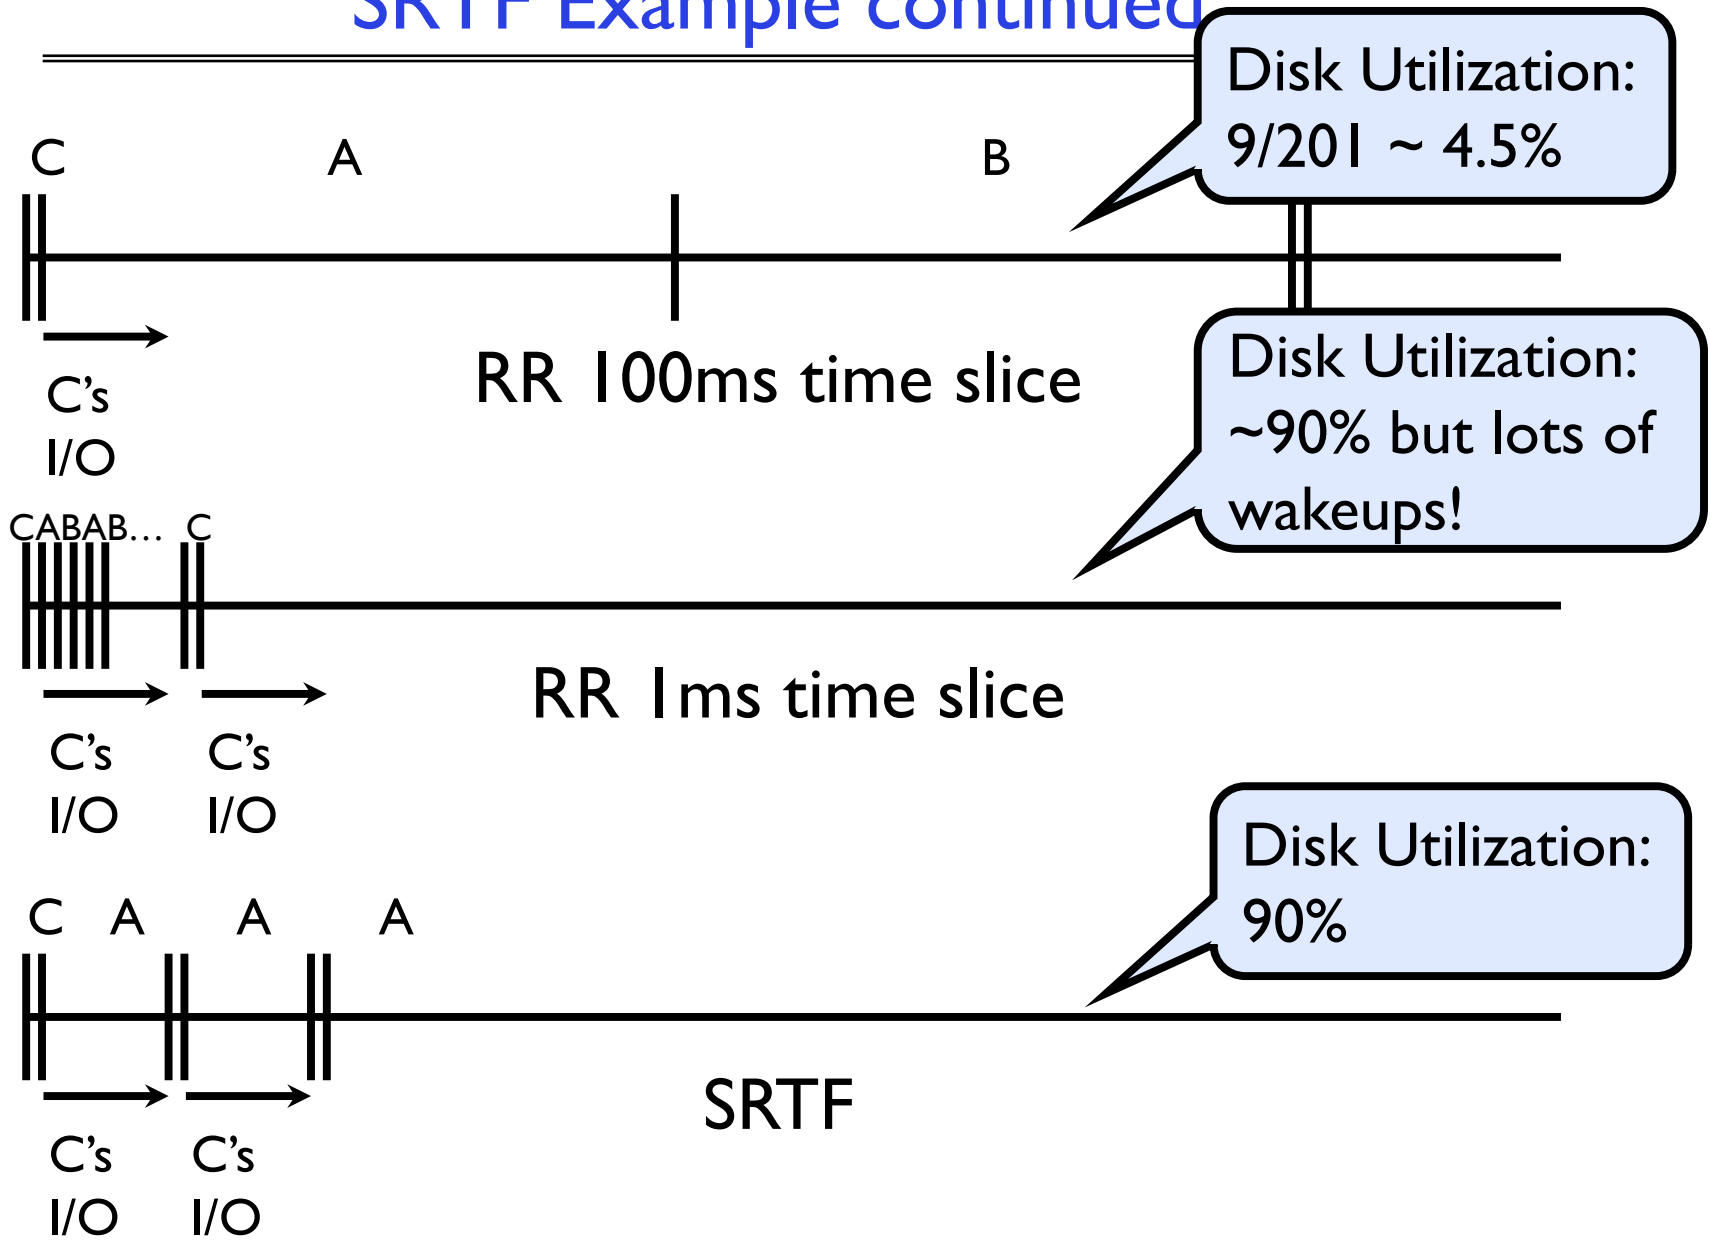 SRTF Example continued
Disk Utilization:
9/201 ~ 4.5%
C A B
C's
I/O
RR 100ms time slice
Disk Utilization:
~90% but lots of
wakeups!
CABAB… C
C's C's
I/O I/O
RR 1ms time slice
Disk Utilization:
90%
C A A A
C's C's
I/O I/O
SRTF